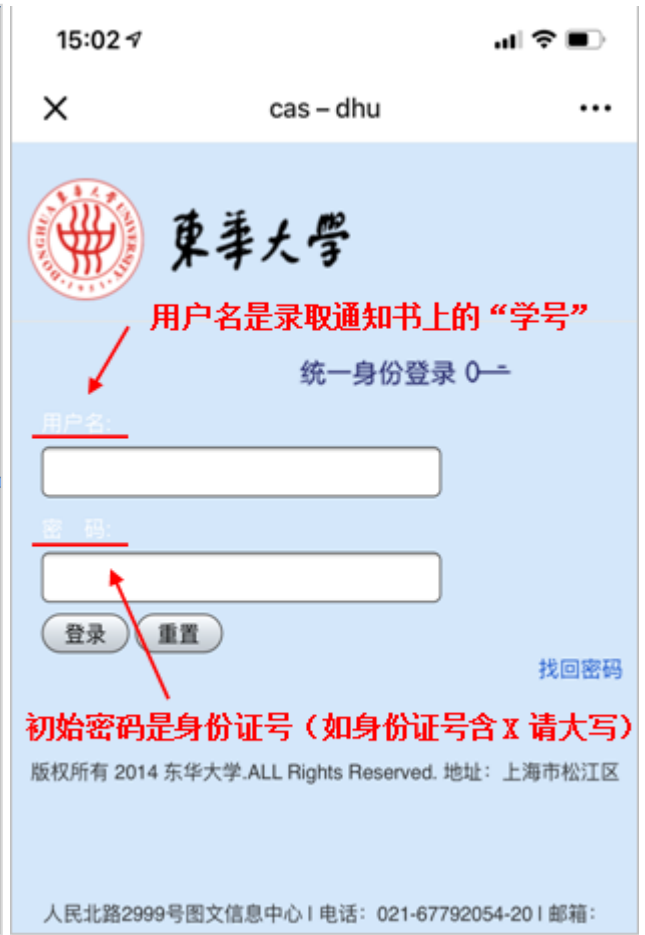 15:02
cas – dhu
東華大学
DONGHUA UNIVERSITY
1951
用户名是录取通知书上的“学号”
统一身份登录
用户名:
密 码:
登录 重置
找回密码
初始密码是身份证号（如身份证号含 X 请大写）
版权所有 2014 东华大学.ALL Rights Reserved. 地址：上海市松江区
人民北路2999号图文信息中心 | 电话：021-67792054-20 | 邮箱：